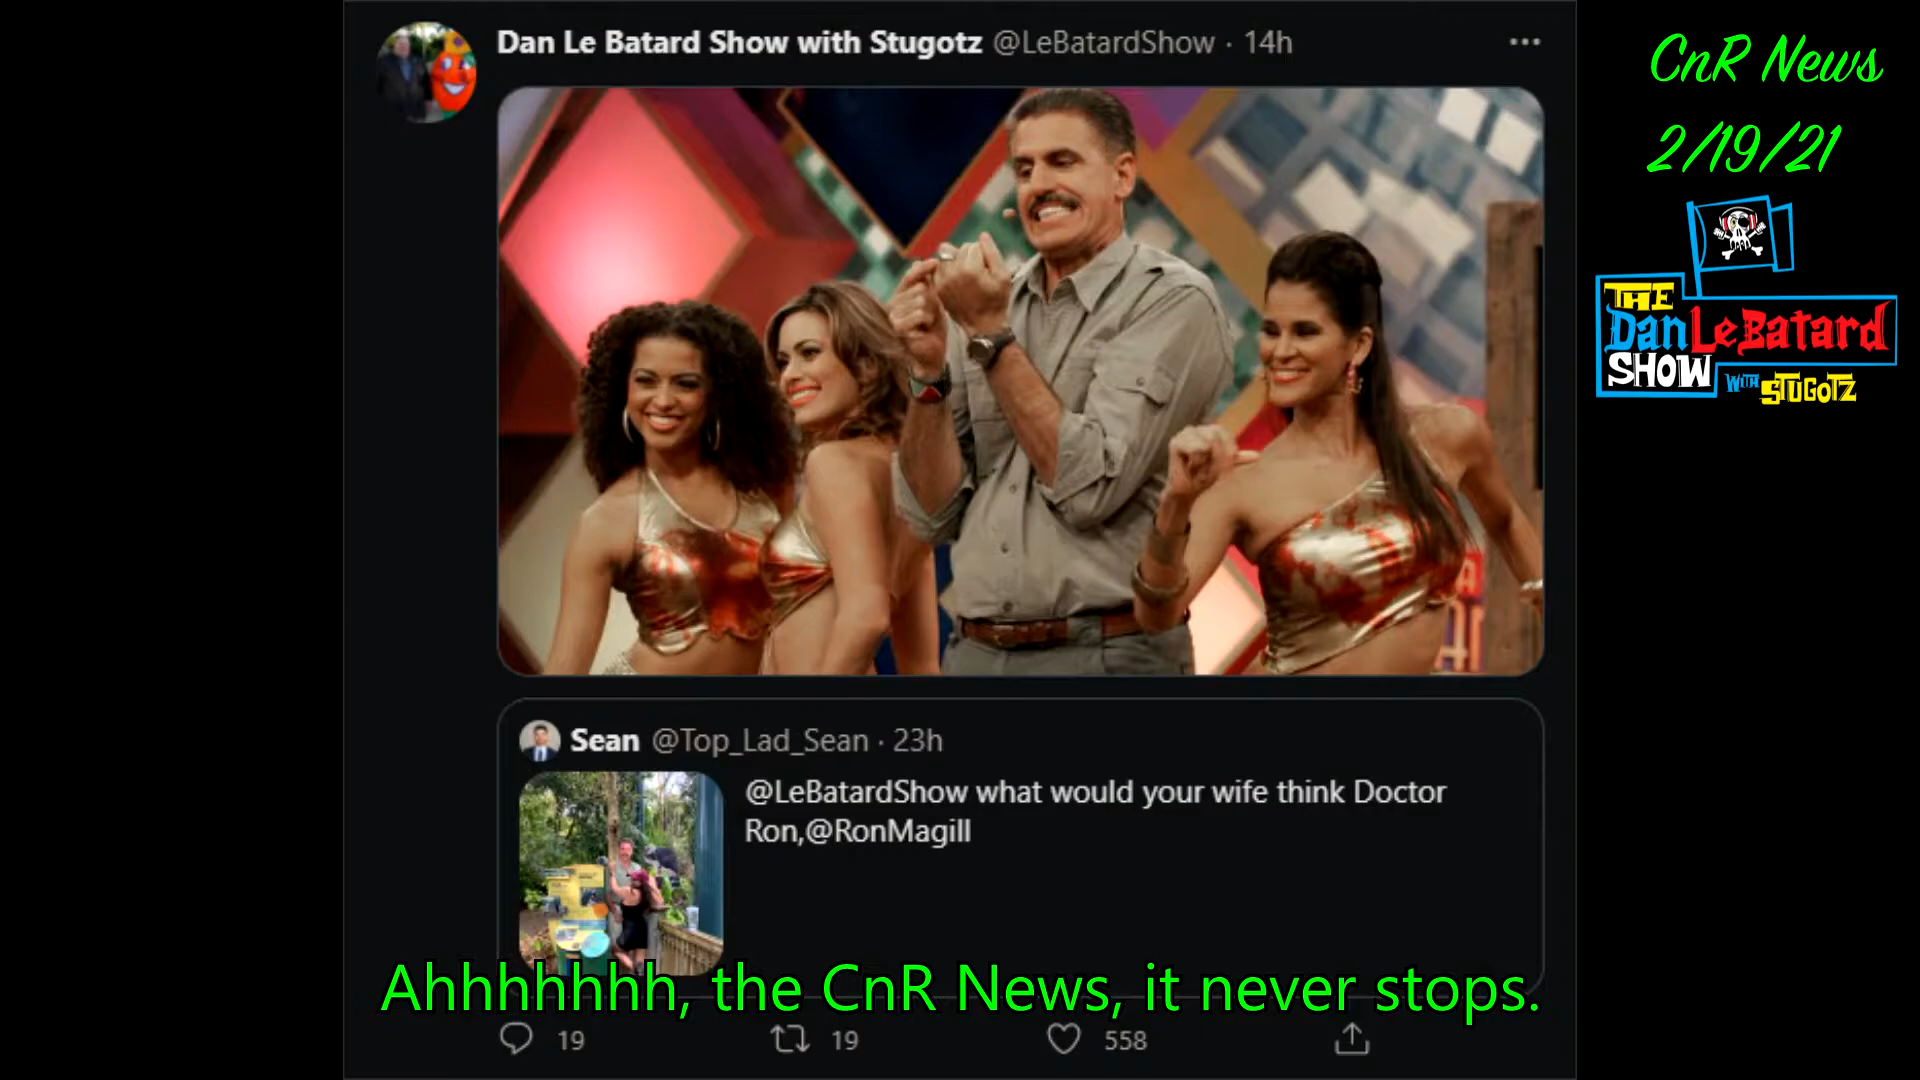 Dan Le Batard Show with Stugotz @LeBatardShow · 14h
CnR News
2/19/21
THE
Dan LeBatard
SHOW WITH STUGOTZ
Sean @Top_Lad_Sean · 23h
@LeBatardShow what would your wife think Doctor
Ron,@RonMagill
Ahhhhhhh, the CnR News, it never stops.
19 19 558